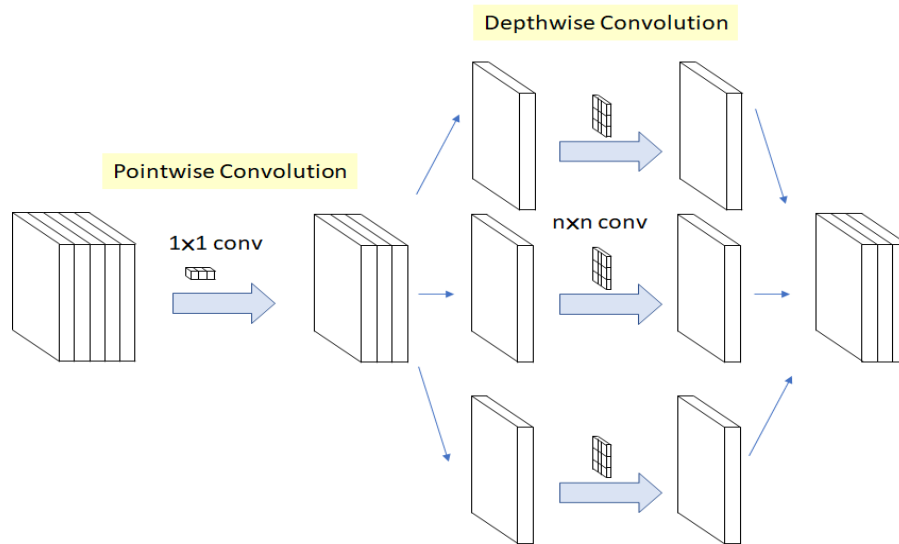 Depthwise Convolution
Pointwise Convolution
1x1 conv
nxn conv